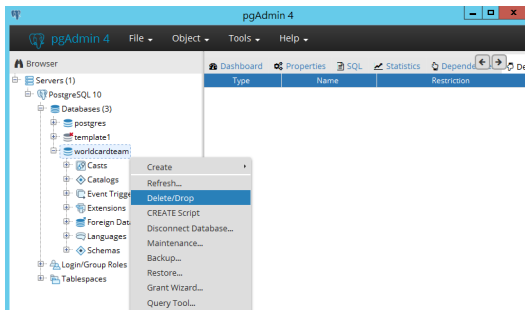 pgAdmin 4
pgAdmin 4 File Object Tools Help
Browser
Dashboard Properties SQL Statistics Depende De
Servers (1)
Type Name Restriction
PostgreSQL 10
Databases (3)
postgres
template1
worldcardteam
Casts
Catalogs
Event Trigge
Extensions
Foreign Dat
Languages
Schemas
Login/Group Roles
Tablespaces
Create
Refresh...
Delete/Drop
CREATE Script
Disconnect Database...
Maintenance...
Backup...
Restore...
Grant Wizard...
Query Tool...